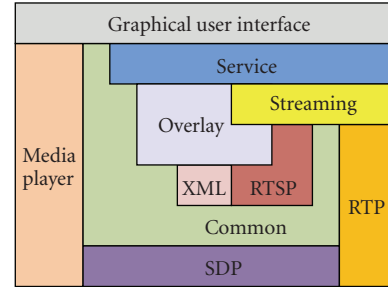 Graphical user interface
Service
Streaming
Overlay
Media
player
XML
RTSP
RTP
Common
SDP